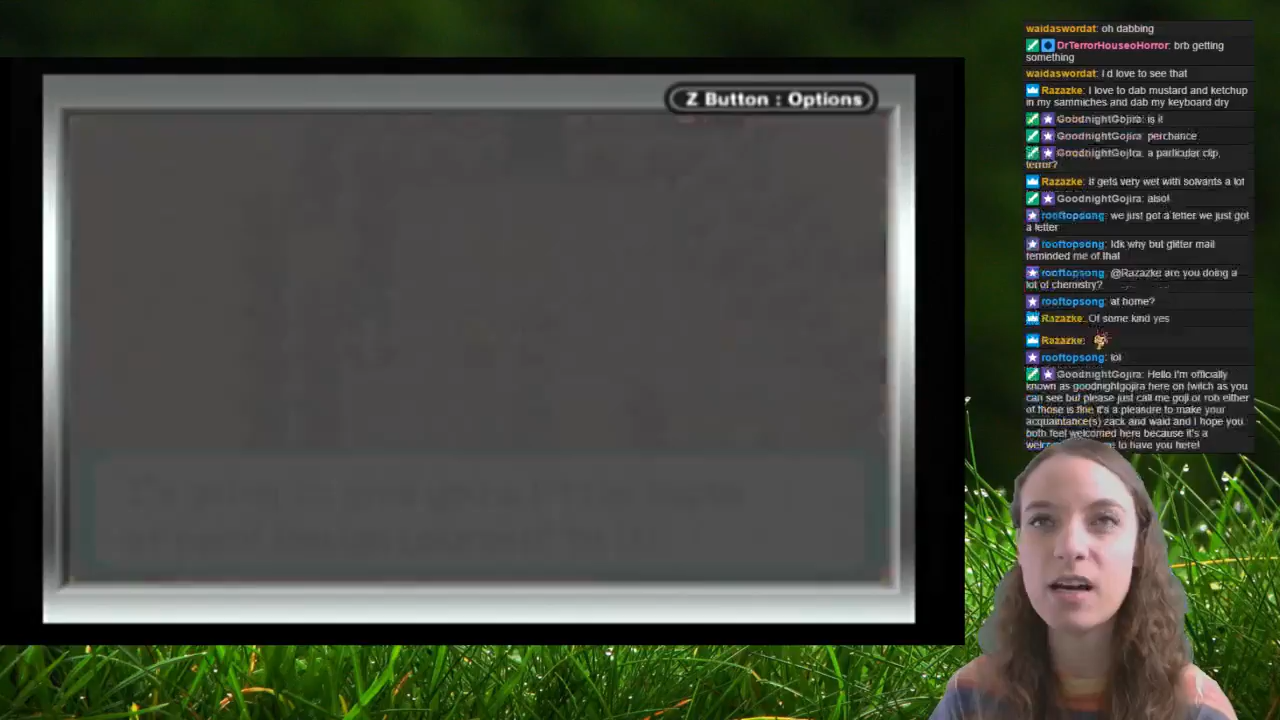 Z Button : Options
waidaswordat: oh dabbing
DrTerrorHouseoHorror: brb getting
something
waidaswordat: I d love to see that
Razazke: I love to dab mustard and ketchup
in my sammiches and dab my keyboard dry
GoodnightGojira: is it
GoodnightGojira: perchance
GoodnightGojira: a particular clip,
terror?
Razazke: It gets very wet with solvants a lot
GoodnightGojira: also!
rooftopsong: we just got a letter we just got
a letter
rooftopsong: Idk why but glitter mail
reminded me of that
rooftopsong: @Razazke are you doing a
lot of chemistry?
rooftopsong: at home?
Razazke: Of some kind yes
Razazke:
rooftopsong: lol
GoodnightGojira: Hello I'm officially
known as goodnightgojira here on twitch as you
can see but please just call me goji or rob either
of those is fine it's a pleasure to make your
acquaintance(s) zack and waid and I hope you
both feel welcomed here because it's a
to have you here!